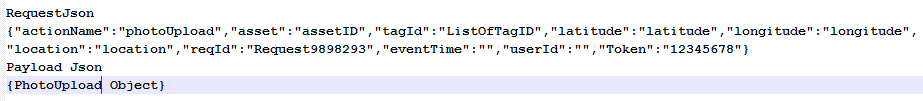 RequestJson
{"actionName":"photoUpload","asset":"assetID","tagId":"ListOfTagID","latitude":"latitude","longitude":"longitude",
"location":"location","reqId":"Request9898293","eventTime":"","userId":"","Token":"12345678"}
Payload Json
{PhotoUpload Object}